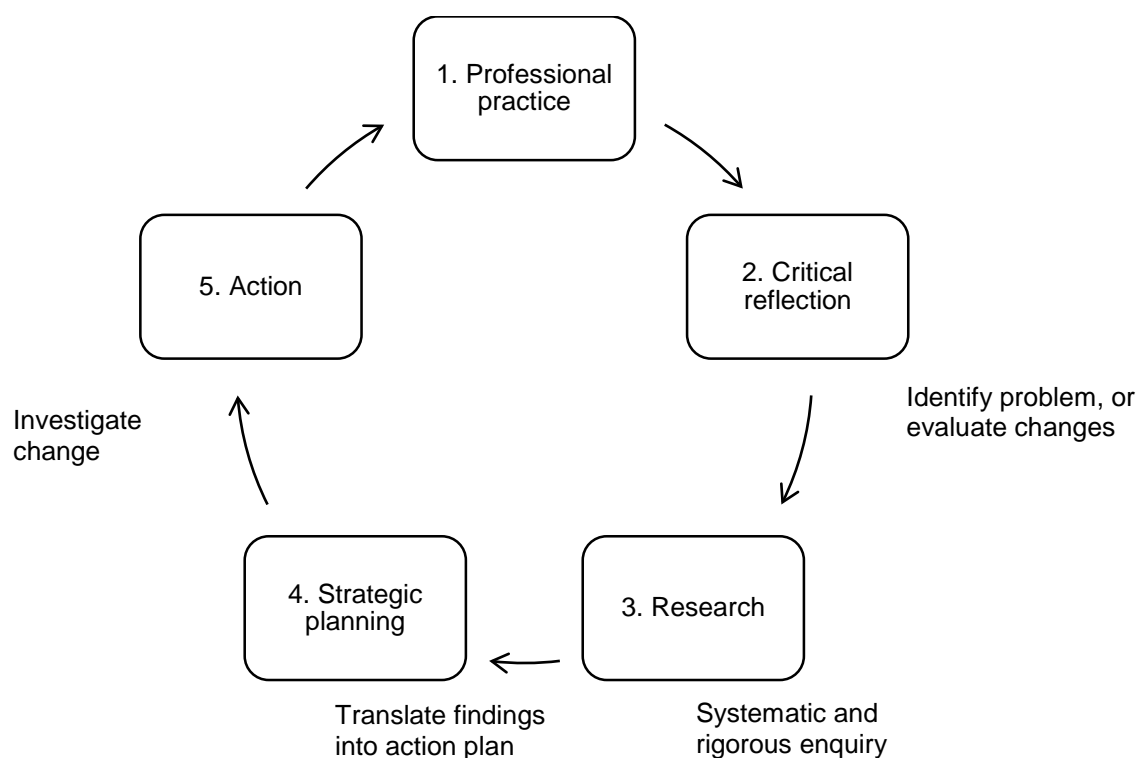 1. Professional
practice
2. Critical
reflection
Identify problem, or
evaluate changes
3. Research
Systematic and
rigorous enquiry
4. Strategic
planning
Translate findings
into action plan
5. Action
Investigate
change